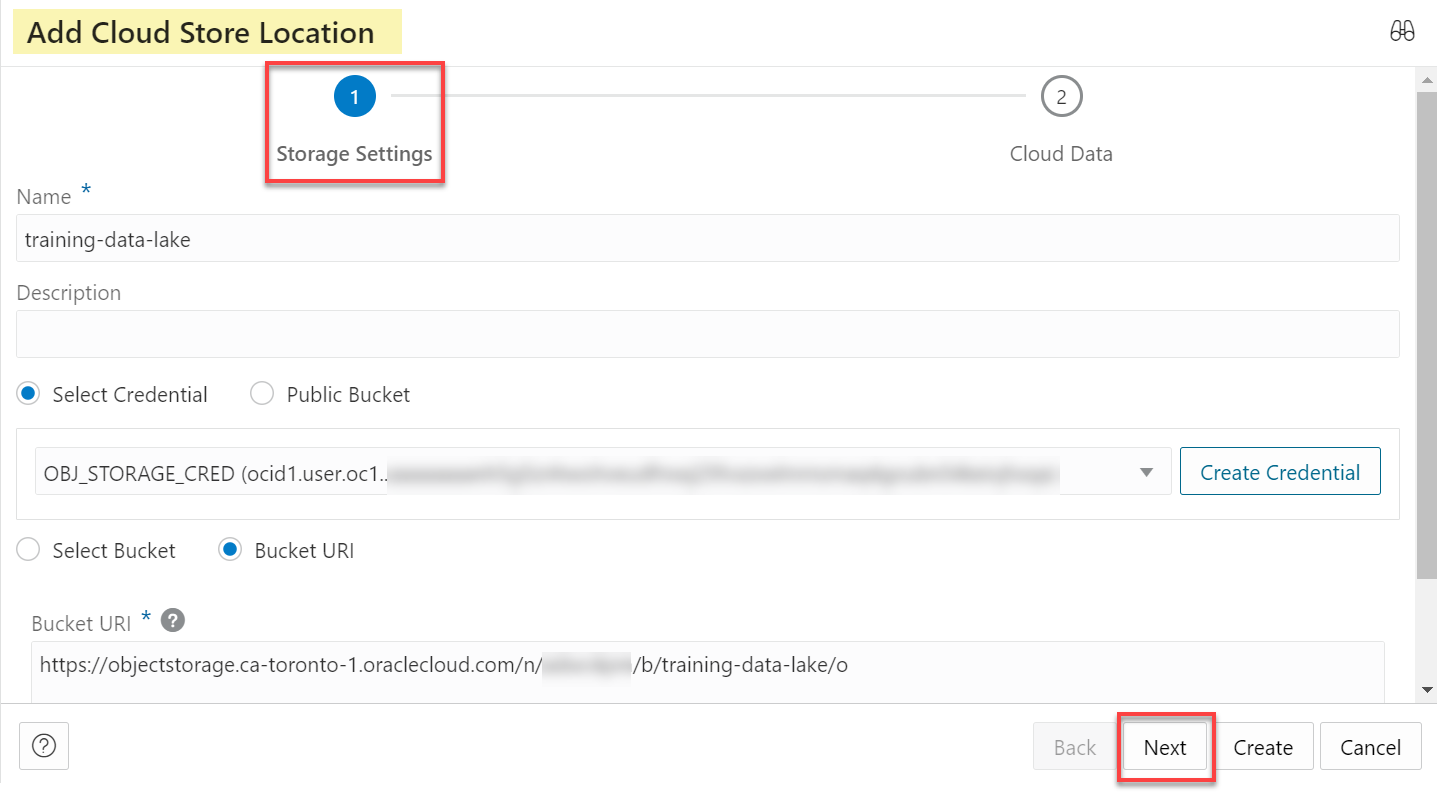 Add Cloud Store Location
1 2
Storage Settings Cloud Data
Name *
training-data-lake
Description
Select Credential Public Bucket
OBJ_STORAGE_CRED (ocid1.user.oc1.. Create Credential
Select Bucket Bucket URI
Bucket URI * ?
https://objectstorage.ca-toronto-1.oraclecloud.com/n/ /b/training-data-lake/o
? Back Next Create Cancel